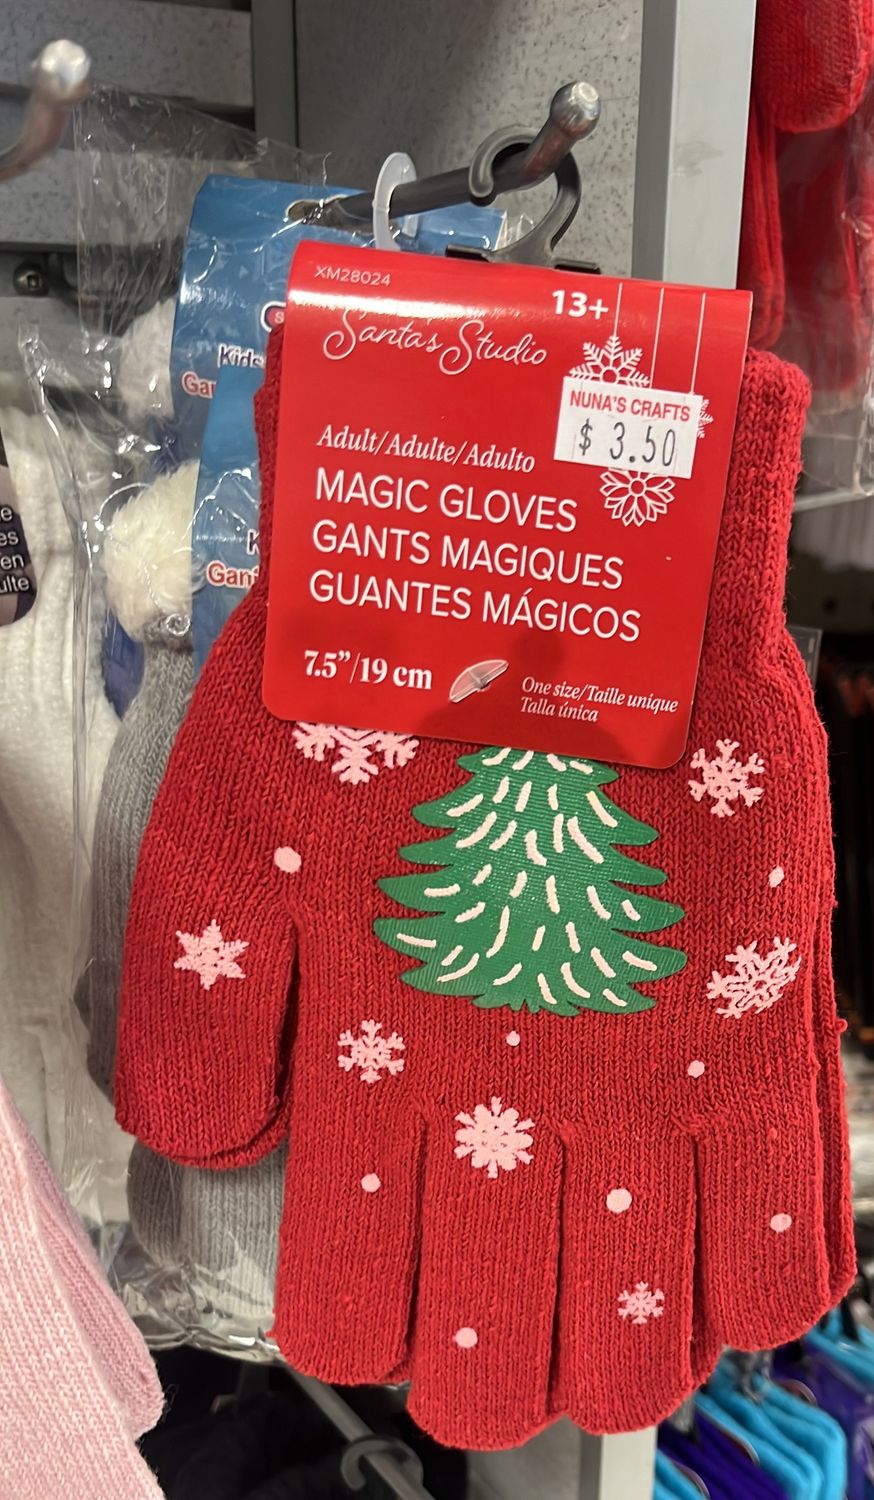 XM28024
13+
Santa's Studio
NUNA'S CRAFTS
$ 3.50
Adult/Adulte/Adulto
MAGIC GLOVES
GANTS MAGIQUES
GUANTES MÁGICOS
7.5”/19 cm
One size/Taille unique
Talla única
Kids